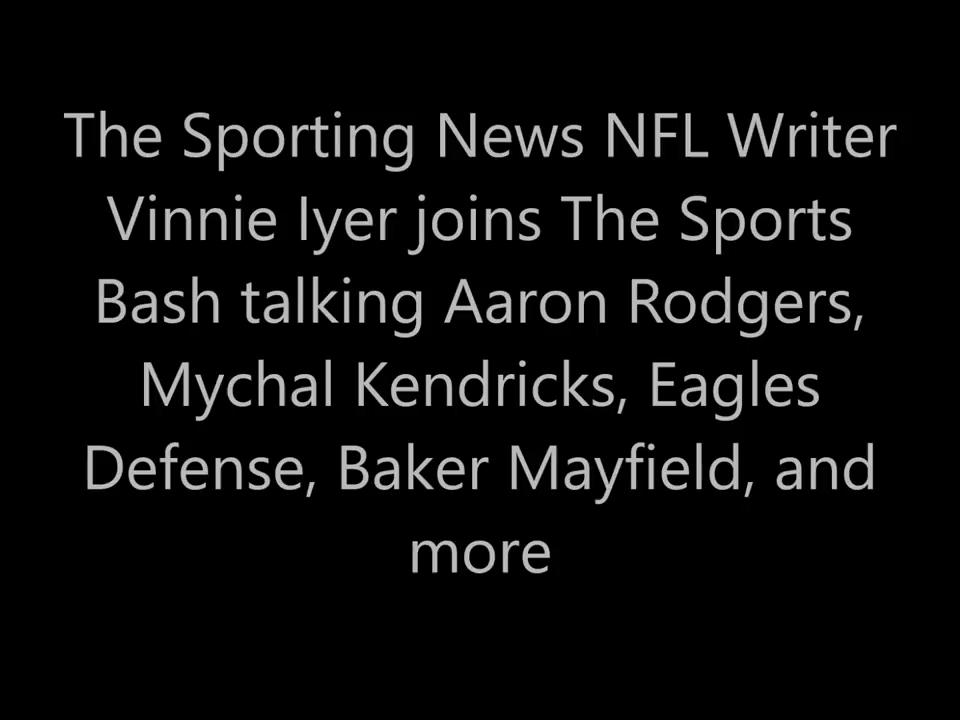 The Sporting News NFL Writer
Vinnie Iyer joins The Sports
Bash talking Aaron Rodgers,
Mychal Kendricks, Eagles
Defense, Baker Mayfield, and
more